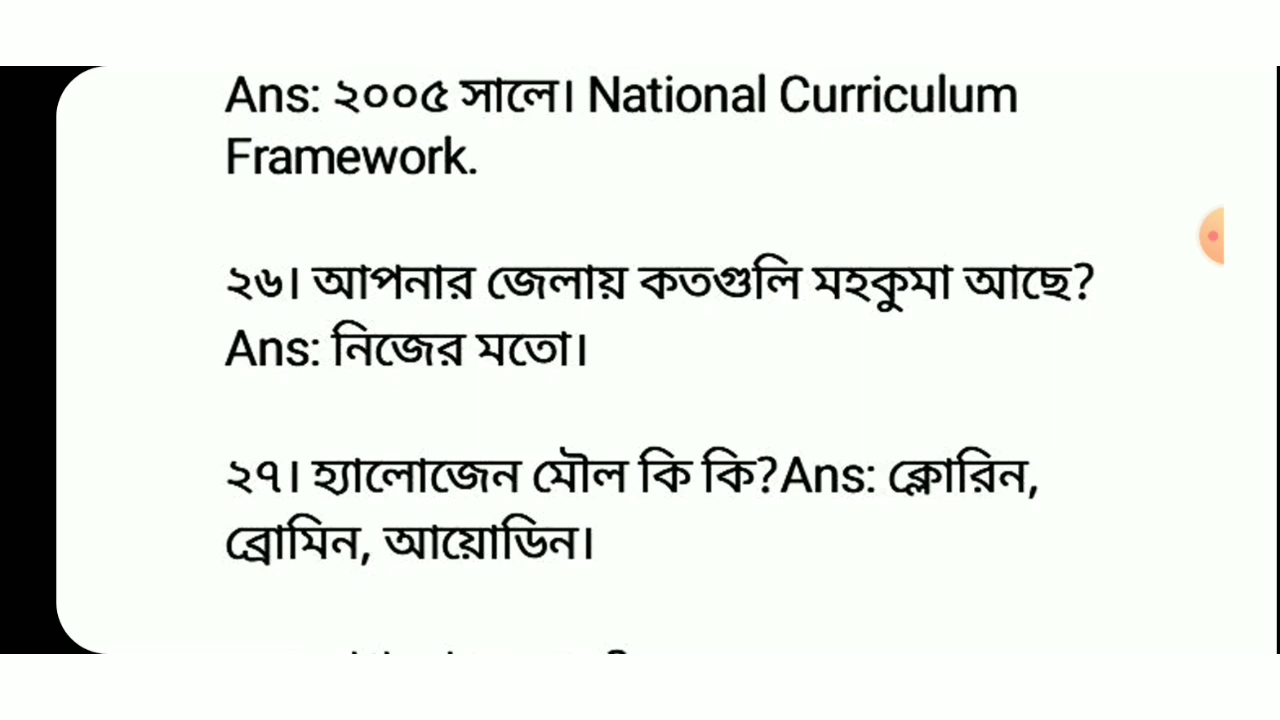 Ans: ২০০৫ সালে। National Curriculum
Framework.
২৬। আপনার জেলায় কতগুলি মহকুমা আছে?
Ans: নিজের মতো।
২৭। হ্যালোজেন মৌল কি কি?Ans: ক্লোরিন,
ব্রোমিন, আয়োডিন।